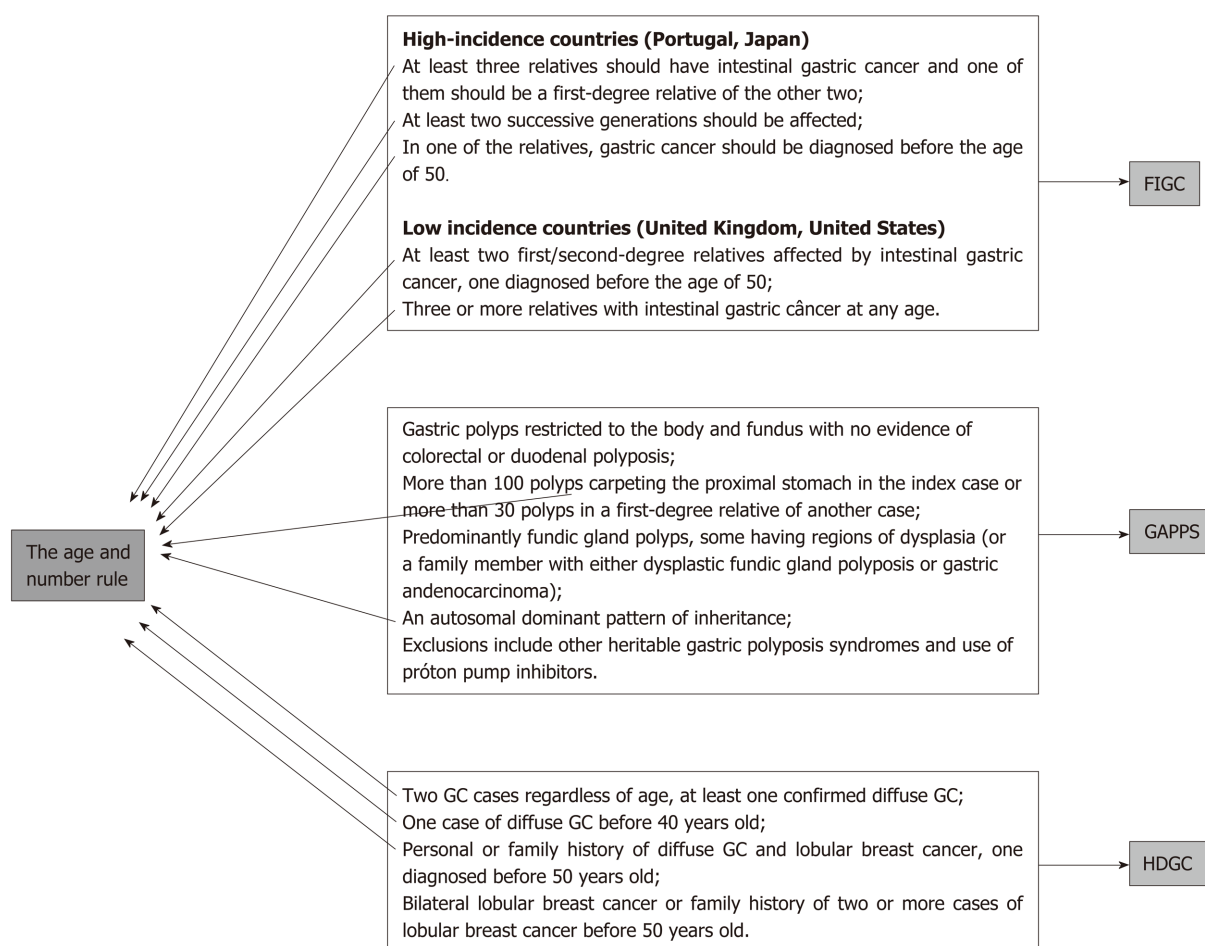 High-incidence countries (Portugal, Japan)
At least three relatives should have intestinal gastric cancer and one of
them should be a first-degree relative of the other two;
At least two successive generations should be affected;
In one of the relatives, gastric cancer should be diagnosed before the age
of 50.
Low incidence countries (United Kingdom, United States)
At least two first/second-degree relatives affected by intestinal gastric
cancer, one diagnosed before the age of 50;
Three or more relatives with intestinal gastric câncer at any age.
FIGC
The age and
number rule
Gastric polyps restricted to the body and fundus with no evidence of
colorectal or duodenal polyposis;
More than 100 polyps carpeting the proximal stomach in the index case or
more than 30 polyps in a first-degree relative of another case;
Predominantly fundic gland polyps, some having regions of dysplasia (or
a family member with either dysplastic fundic gland polyposis or gastric
andenocarcinoma);
An autosomal dominant pattern of inheritance;
Exclusions include other heritable gastric polyposis syndromes and use of
próton pump inhibitors.
GAPPS
Two GC cases regardless of age, at least one confirmed diffuse GC;
One case of diffuse GC before 40 years old;
Personal or family history of diffuse GC and lobular breast cancer, one
diagnosed before 50 years old;
Bilateral lobular breast cancer or family history of two or more cases of
lobular breast cancer before 50 years old.
HDGC